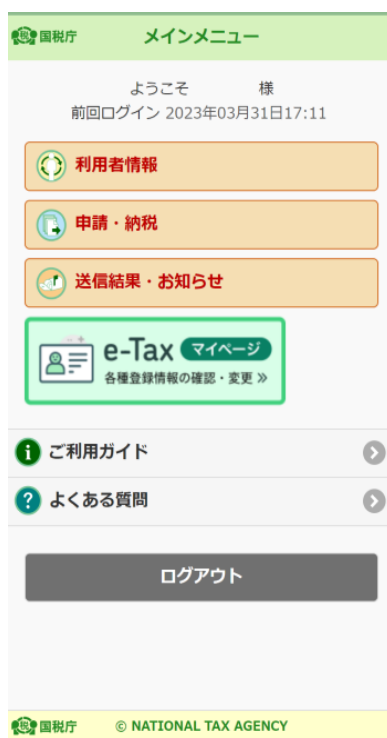 国税庁 メインメニュー
ようこそ 様
前回ログイン 2023年03月31日17:11
利用者情報
申請・納税
送信結果・お知らせ
e-Tax マイページ
各種登録情報の確認・変更 »
ご利用ガイド
よくある質問
ログアウト
国税庁 © NATIONAL TAX AGENCY